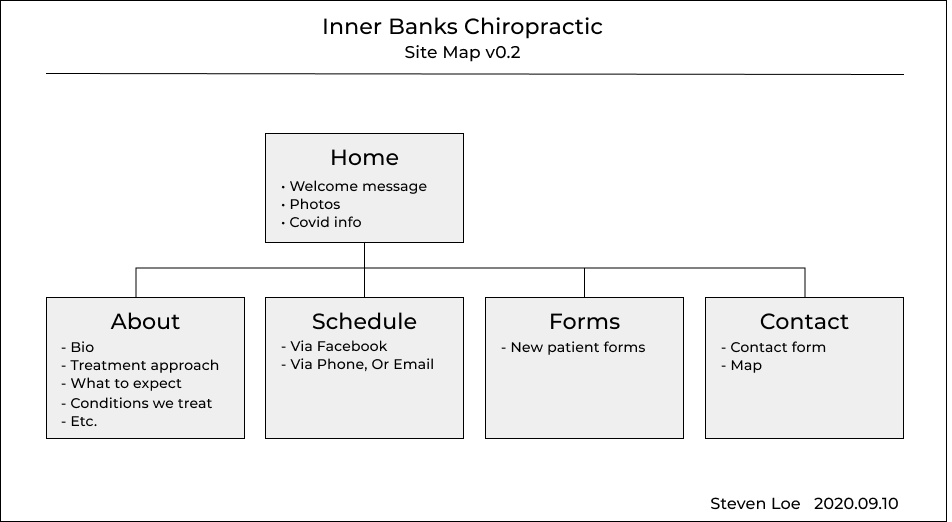 Inner Banks Chiropractic
Site Map v0.2
Home
• Welcome message
• Photos
• Covid info
About
- Bio
- Treatment approach
- What to expect
- Conditions we treat
- Etc.
Schedule
- Via Facebook
- Via Phone, Or Email
Forms
- New patient forms
Contact
- Contact form
- Map
Steven Loe 2020.09.10